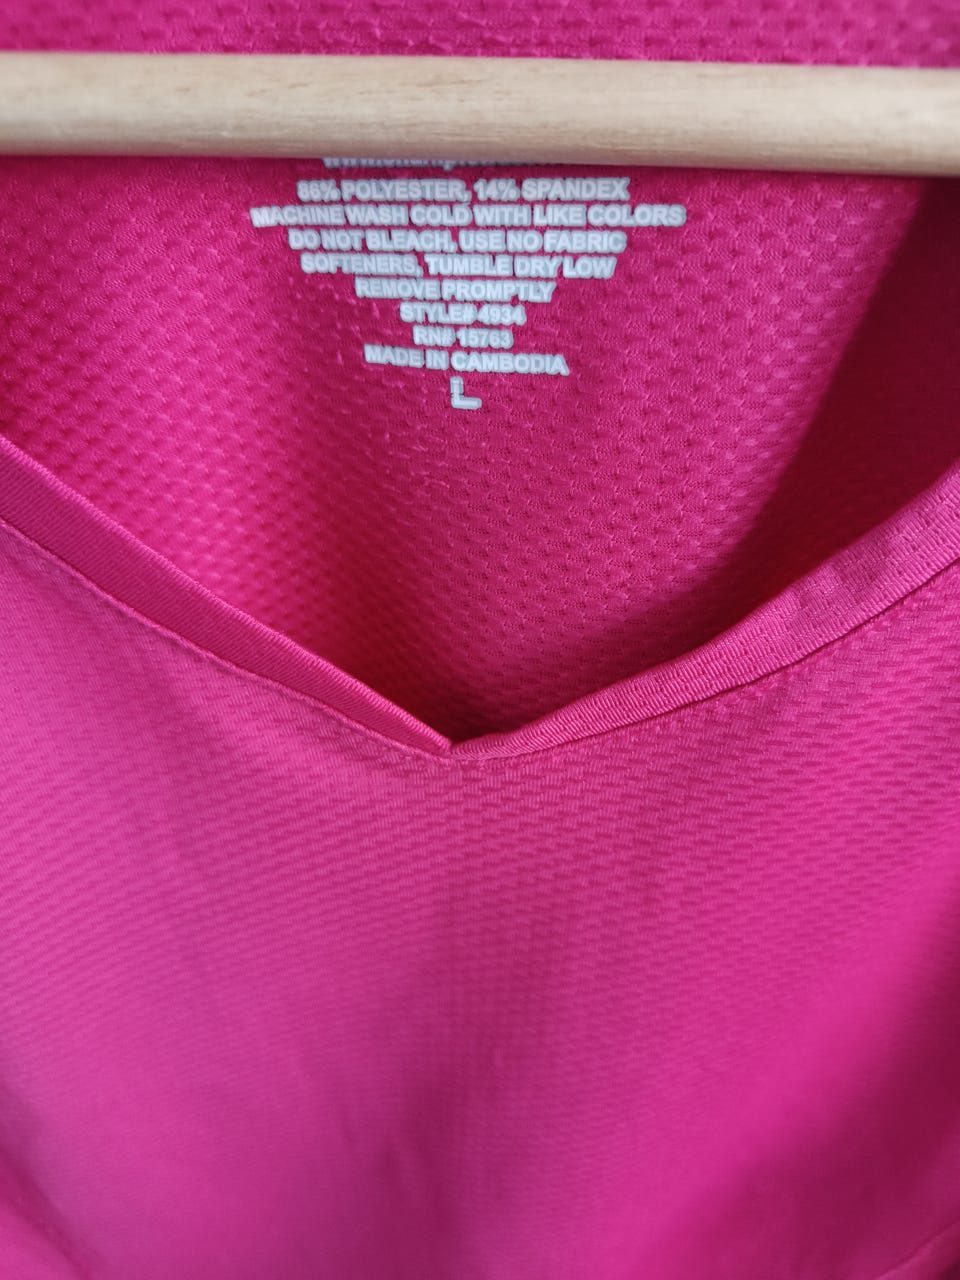 86% POLYESTER, 14% SPANDEX
MACHINE WASH COLD WITH LIKE COLORS
DO NOT BLEACH, USE NO FABRIC
SOFTENERS, TUMBLE DRY LOW
REMOVE PROMPTLY
STYLE# 4934
RN# 15763
MADE IN CAMBODIA
L